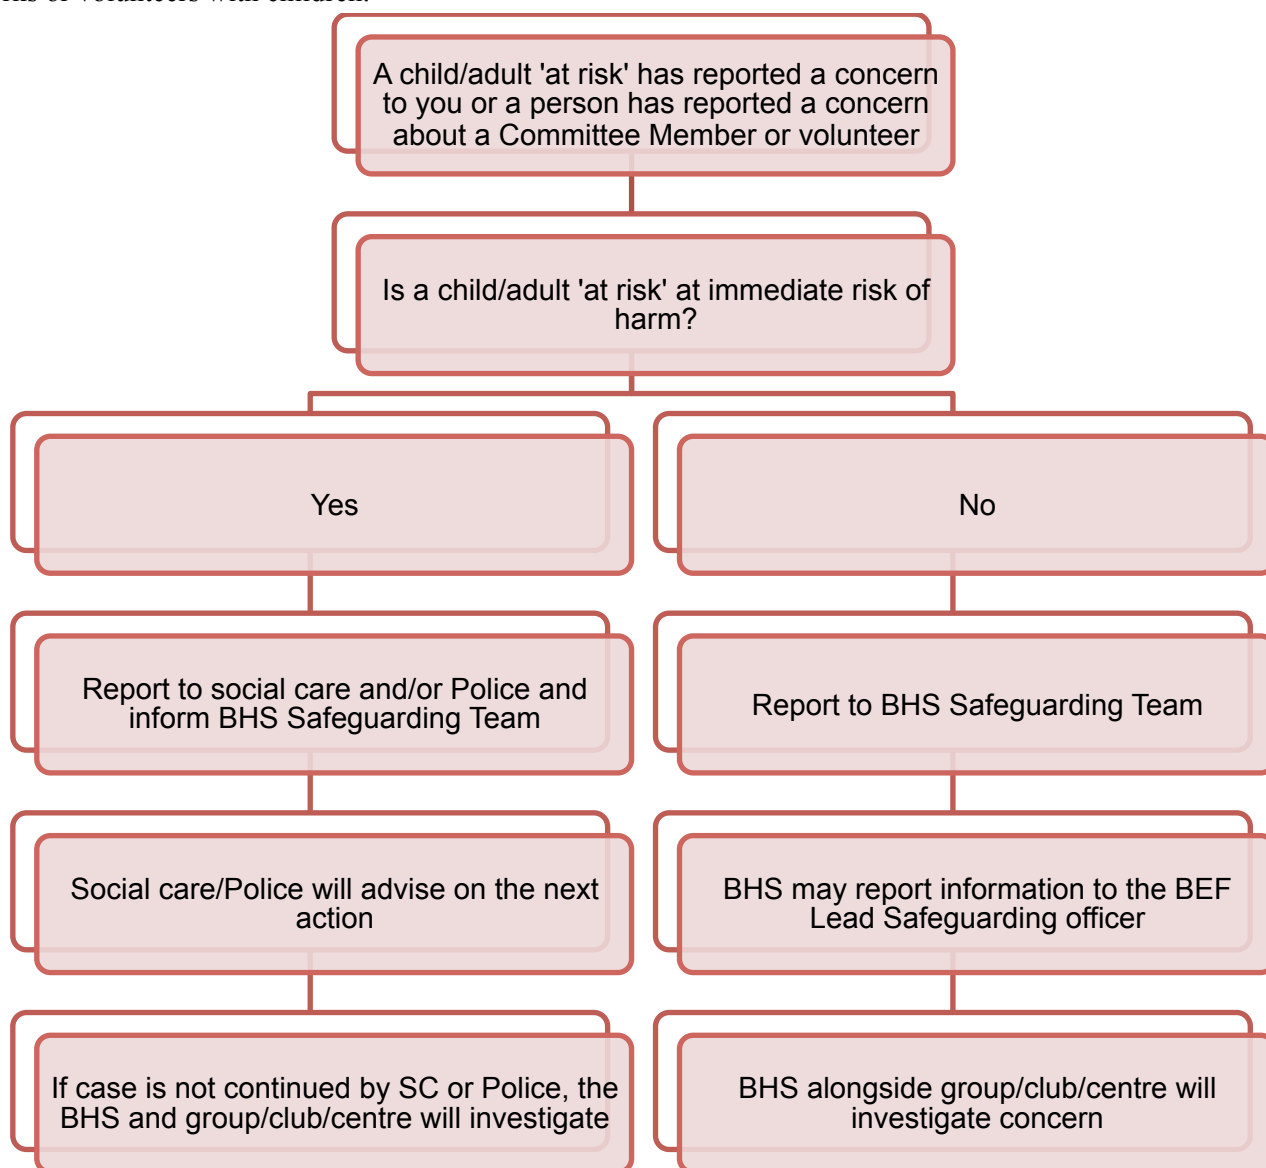 volunteers with children.
A child/adult 'at risk' has reported a concern
to you or a person has reported a concern
about a Committee Member or volunteer
Is a child/adult 'at risk' at immediate risk of
harm?
Yes
No
Report to social care and/or Police and
inform BHS Safeguarding Team
Report to BHS Safeguarding Team
Social care/Police will advise on the next
action
BHS may report information to the BEF
Lead Safeguarding officer
If case is not continued by SC or Police, the
BHS and group/club/centre will investigate
BHS alongside group/club/centre will
investigate concern